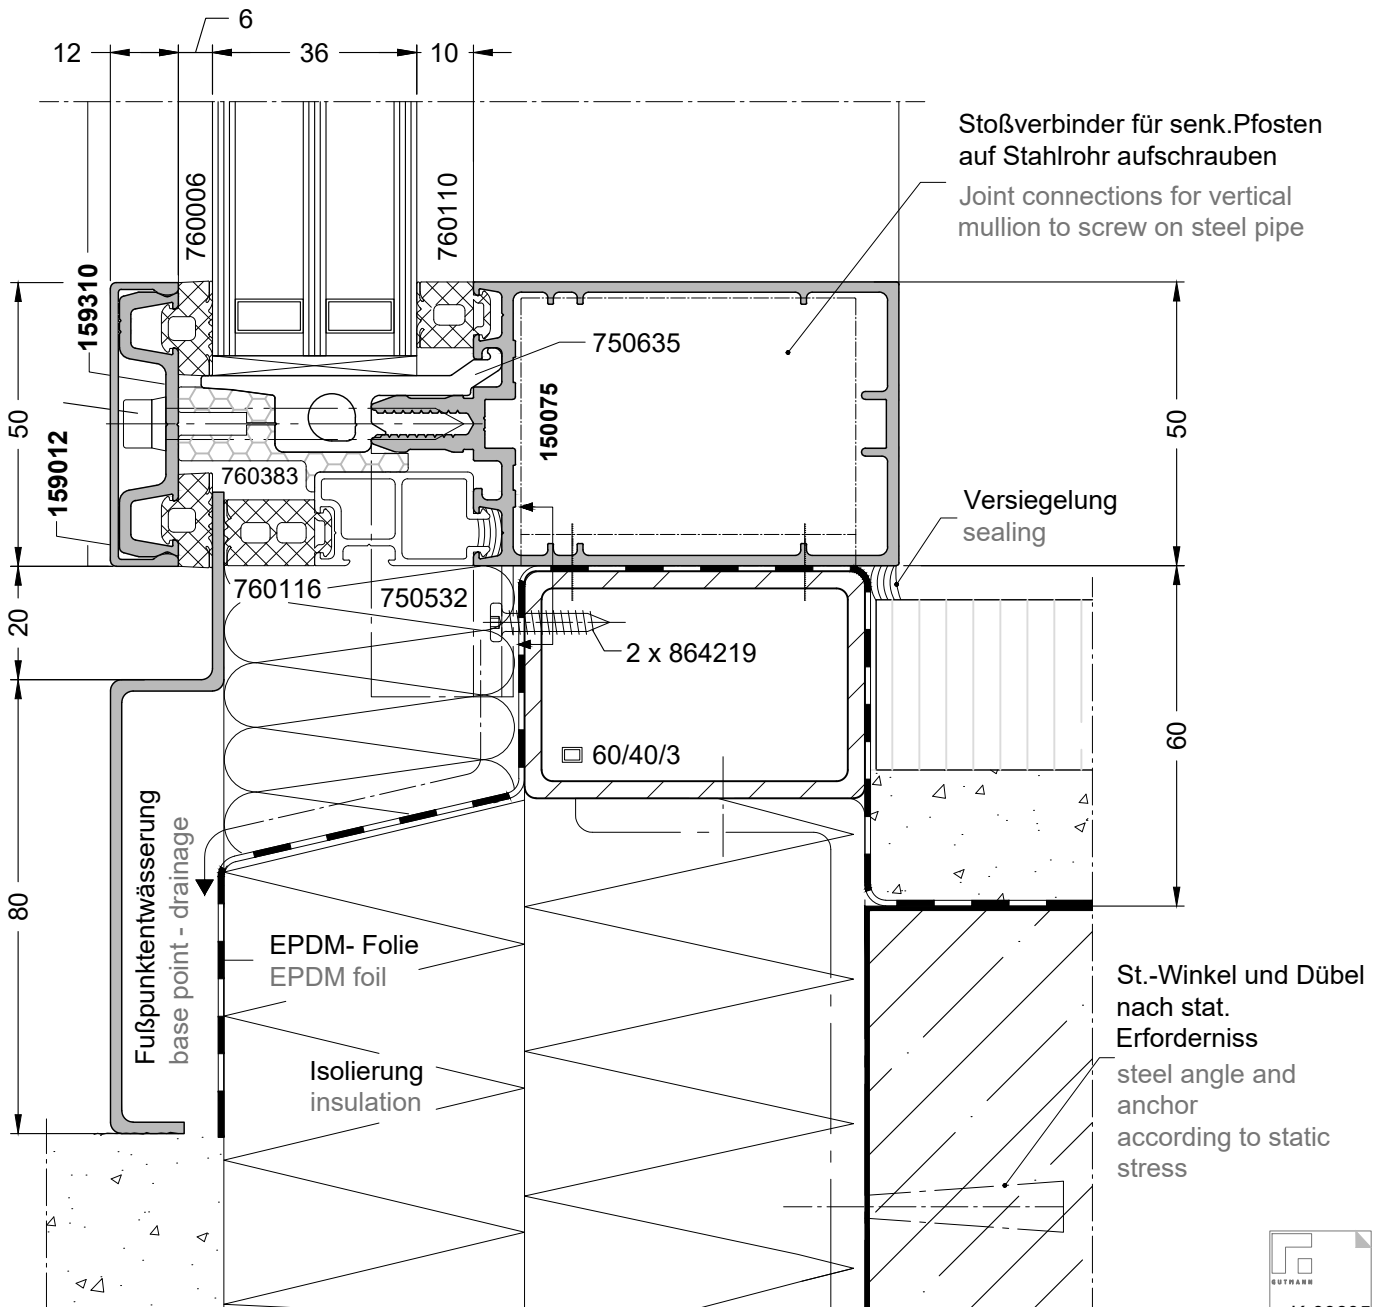 6
12
36
10
Stoßverbinder für senk.Pfosten
auf Stahlrohr aufschrauben
Joint connections for vertical
mullion to screw on steel pipe
760006
760110
159310
750635
50
50
150075
159012
760383
Versiegelung
sealing
760116
750532
20
2 x 864219
60/40/3
60
80
Fußpunktentwässerung
base point - drainage
EPDM- Folie
EPDM foil
St.-Winkel und Dübel
nach stat.
Erforderniss
steel angle and
anchor
according to static
stress
Isolierung
insulation
GUTMANN